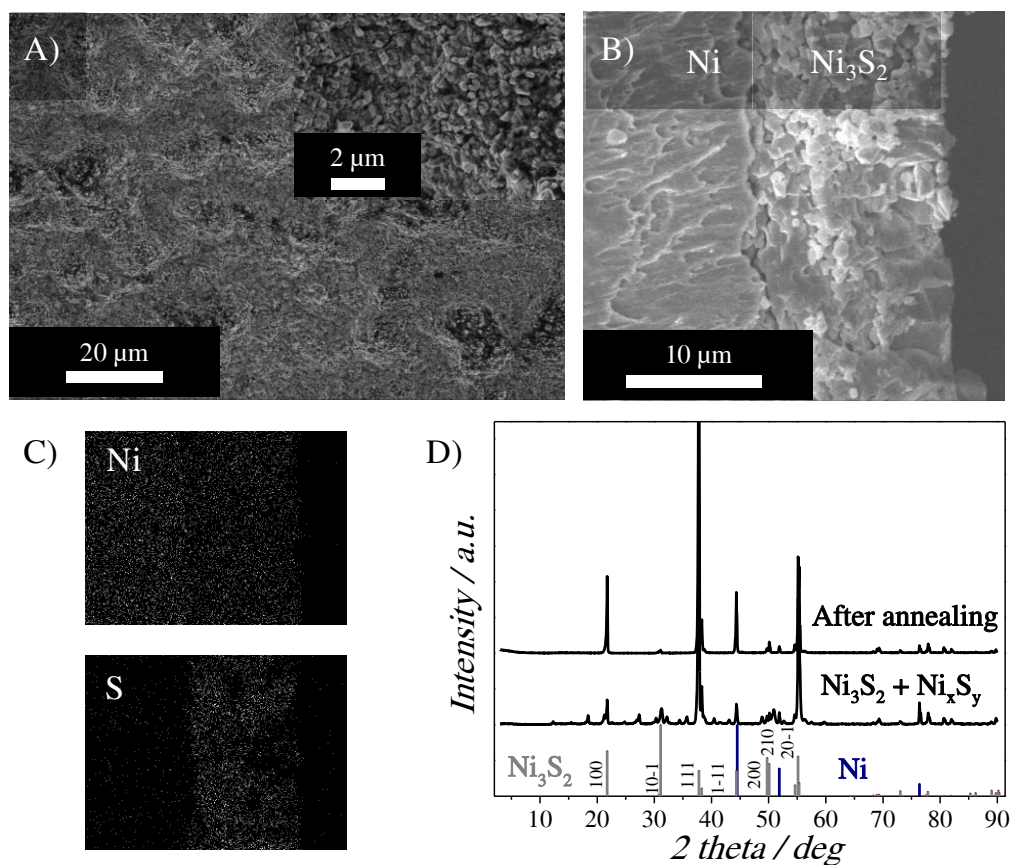 A)
2 µm
20 µm
B)
Ni
Ni₃S₂
10 µm
C)
Ni
S
D)
Intensity / a.u.
After annealing
Ni₃S₂ + NiₓSᵧ
Ni₃S₂
100
10-1
111
1-11
200
210
20-1
Ni
10 20 30 40 50 60 70 80 90
2 theta / deg